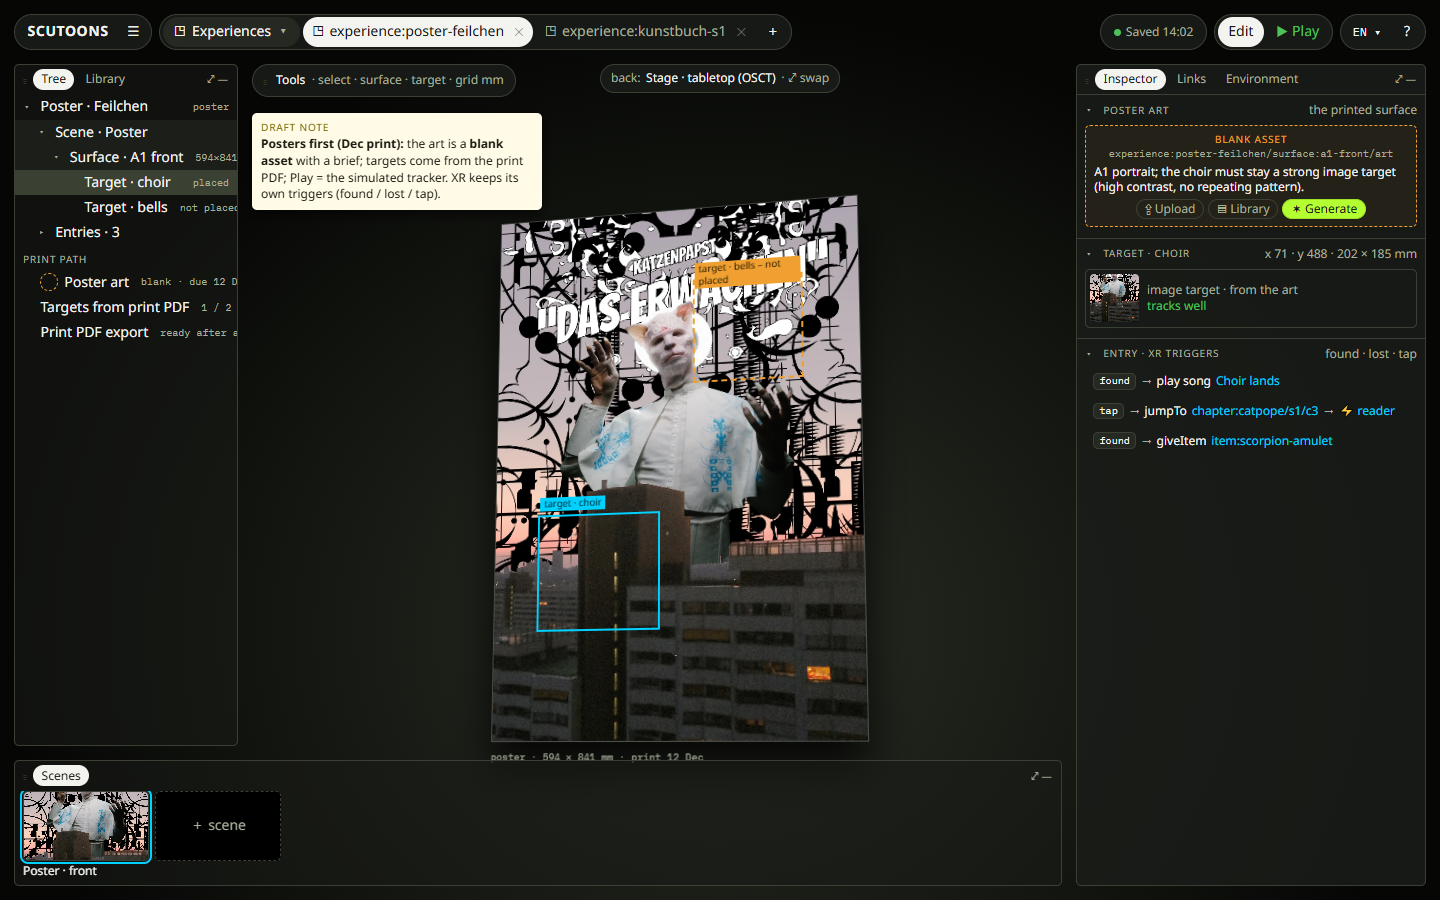 SCUTOONS
Experiences
experience:poster-feilchen
experience:kunstbuch-s1
+
Saved 14:02
Edit
Play
EN
?
Tree
Library
Poster · Feilchen
poster
Scene · Poster
Surface · A1 front
594×841
Target · choir
placed
Target · bells
not placed
Entries · 3
PRINT PATH
Poster art
blank · due 12 D
Targets from print PDF
1 / 2
Print PDF export
ready after a
Tools · select · surface · target · grid mm
back: Stage · tabletop (OSCT) · swap
DRAFT NOTE
Posters first (Dec print): the art is a blank
asset with a brief; targets come from the print
PDF; Play = the simulated tracker. XR keeps its
own triggers (found / lost / tap).
KATZENPAPST
target · bells – not
placed
target · choir
poster · 594 × 841 mm · print 12 Dec
Scenes
+ scene
Poster · front
Inspector
Links
Environment
POSTER ART
the printed surface
BLANK ASSET
experience:poster-feilchen/surface:a1-front/art
A1 portrait; the choir must stay a strong image target
(high contrast, no repeating pattern).
Upload
Library
Generate
TARGET · CHOIR
x 71 · y 488 · 202 × 185 mm
image target · from the art
tracks well
ENTRY · XR TRIGGERS
found · lost · tap
found → play song Choir lands
tap → jumpTo chapter:catpope/s1/c3 → ⚡ reader
found → giveItem item:scorpion-amulet